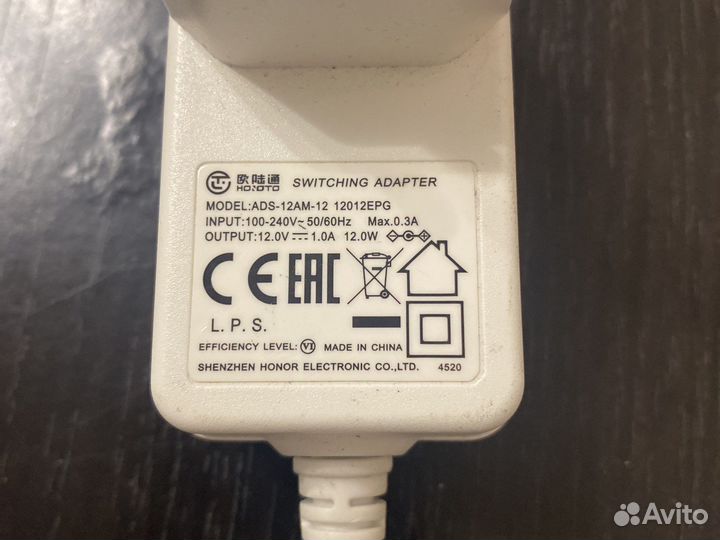 欧陆通 SWITCHING ADAPTER
HONOTO
MODEL:ADS-12AM-12 12012EPG
INPUT:100-240V~50/60Hz Max.0.3A
OUTPUT:12.0V⎓1.0A 12.0W
CE EAC
L. P. S.
EFFICIENCY LEVEL: VI MADE IN CHINA
SHENZHEN HONOR ELECTRONIC CO.,LTD. 4520
Avito